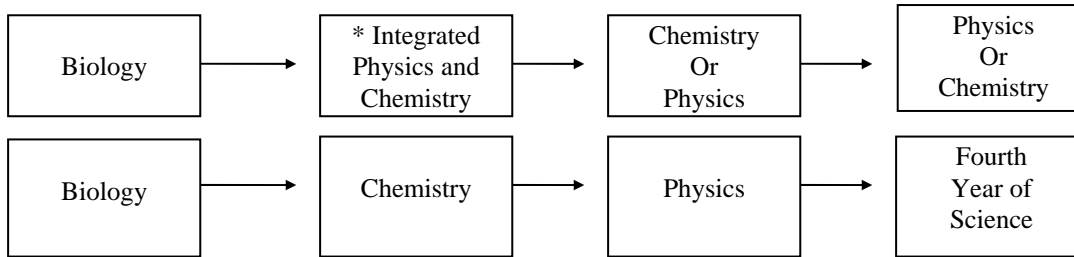 Biology
* Integrated
Physics and
Chemistry
Chemistry
Or
Physics
Physics
Or
Chemistry
Biology
Chemistry
Physics
Fourth
Year of
Science